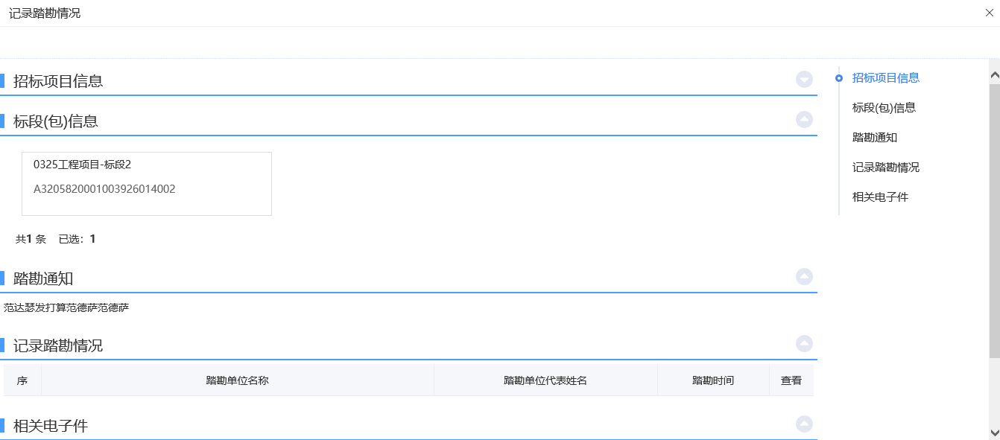 记录踏勘情况
招标项目信息
标段(包)信息
0325工程项目-标段2
A3205820001003926014002
共1 条 已选：1
踏勘通知
范达瑟发打算范德萨范德萨
记录踏勘情况
序 踏勘单位名称 踏勘单位代表姓名 踏勘时间 查看
相关电子件
招标项目信息
标段(包)信息
踏勘通知
记录踏勘情况
相关电子件